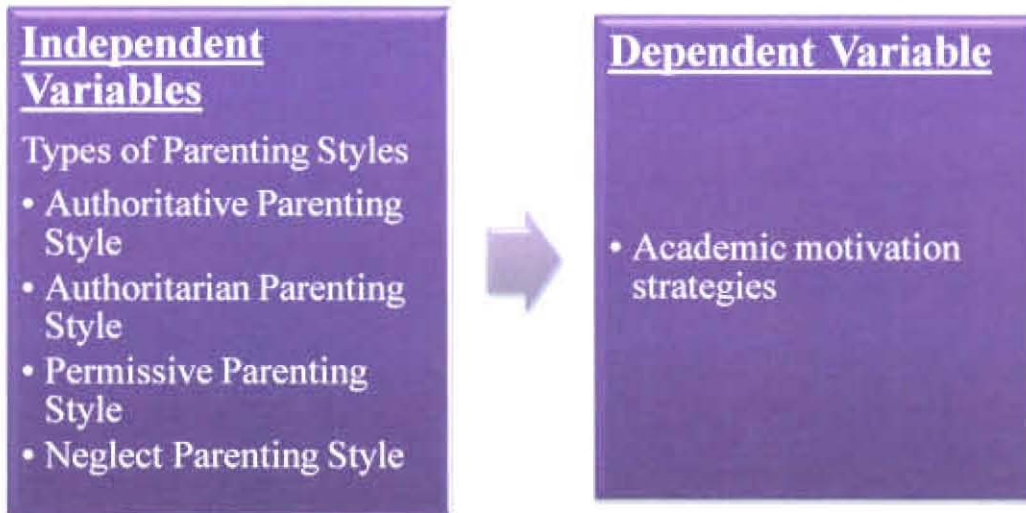 Independent
Variables
Types of Parenting Styles
• Authoritative Parenting
Style
• Authoritarian Parenting
Style
• Permissive Parenting
Style
• Neglect Parenting Style
Dependent Variable
• Academic motivation
strategies